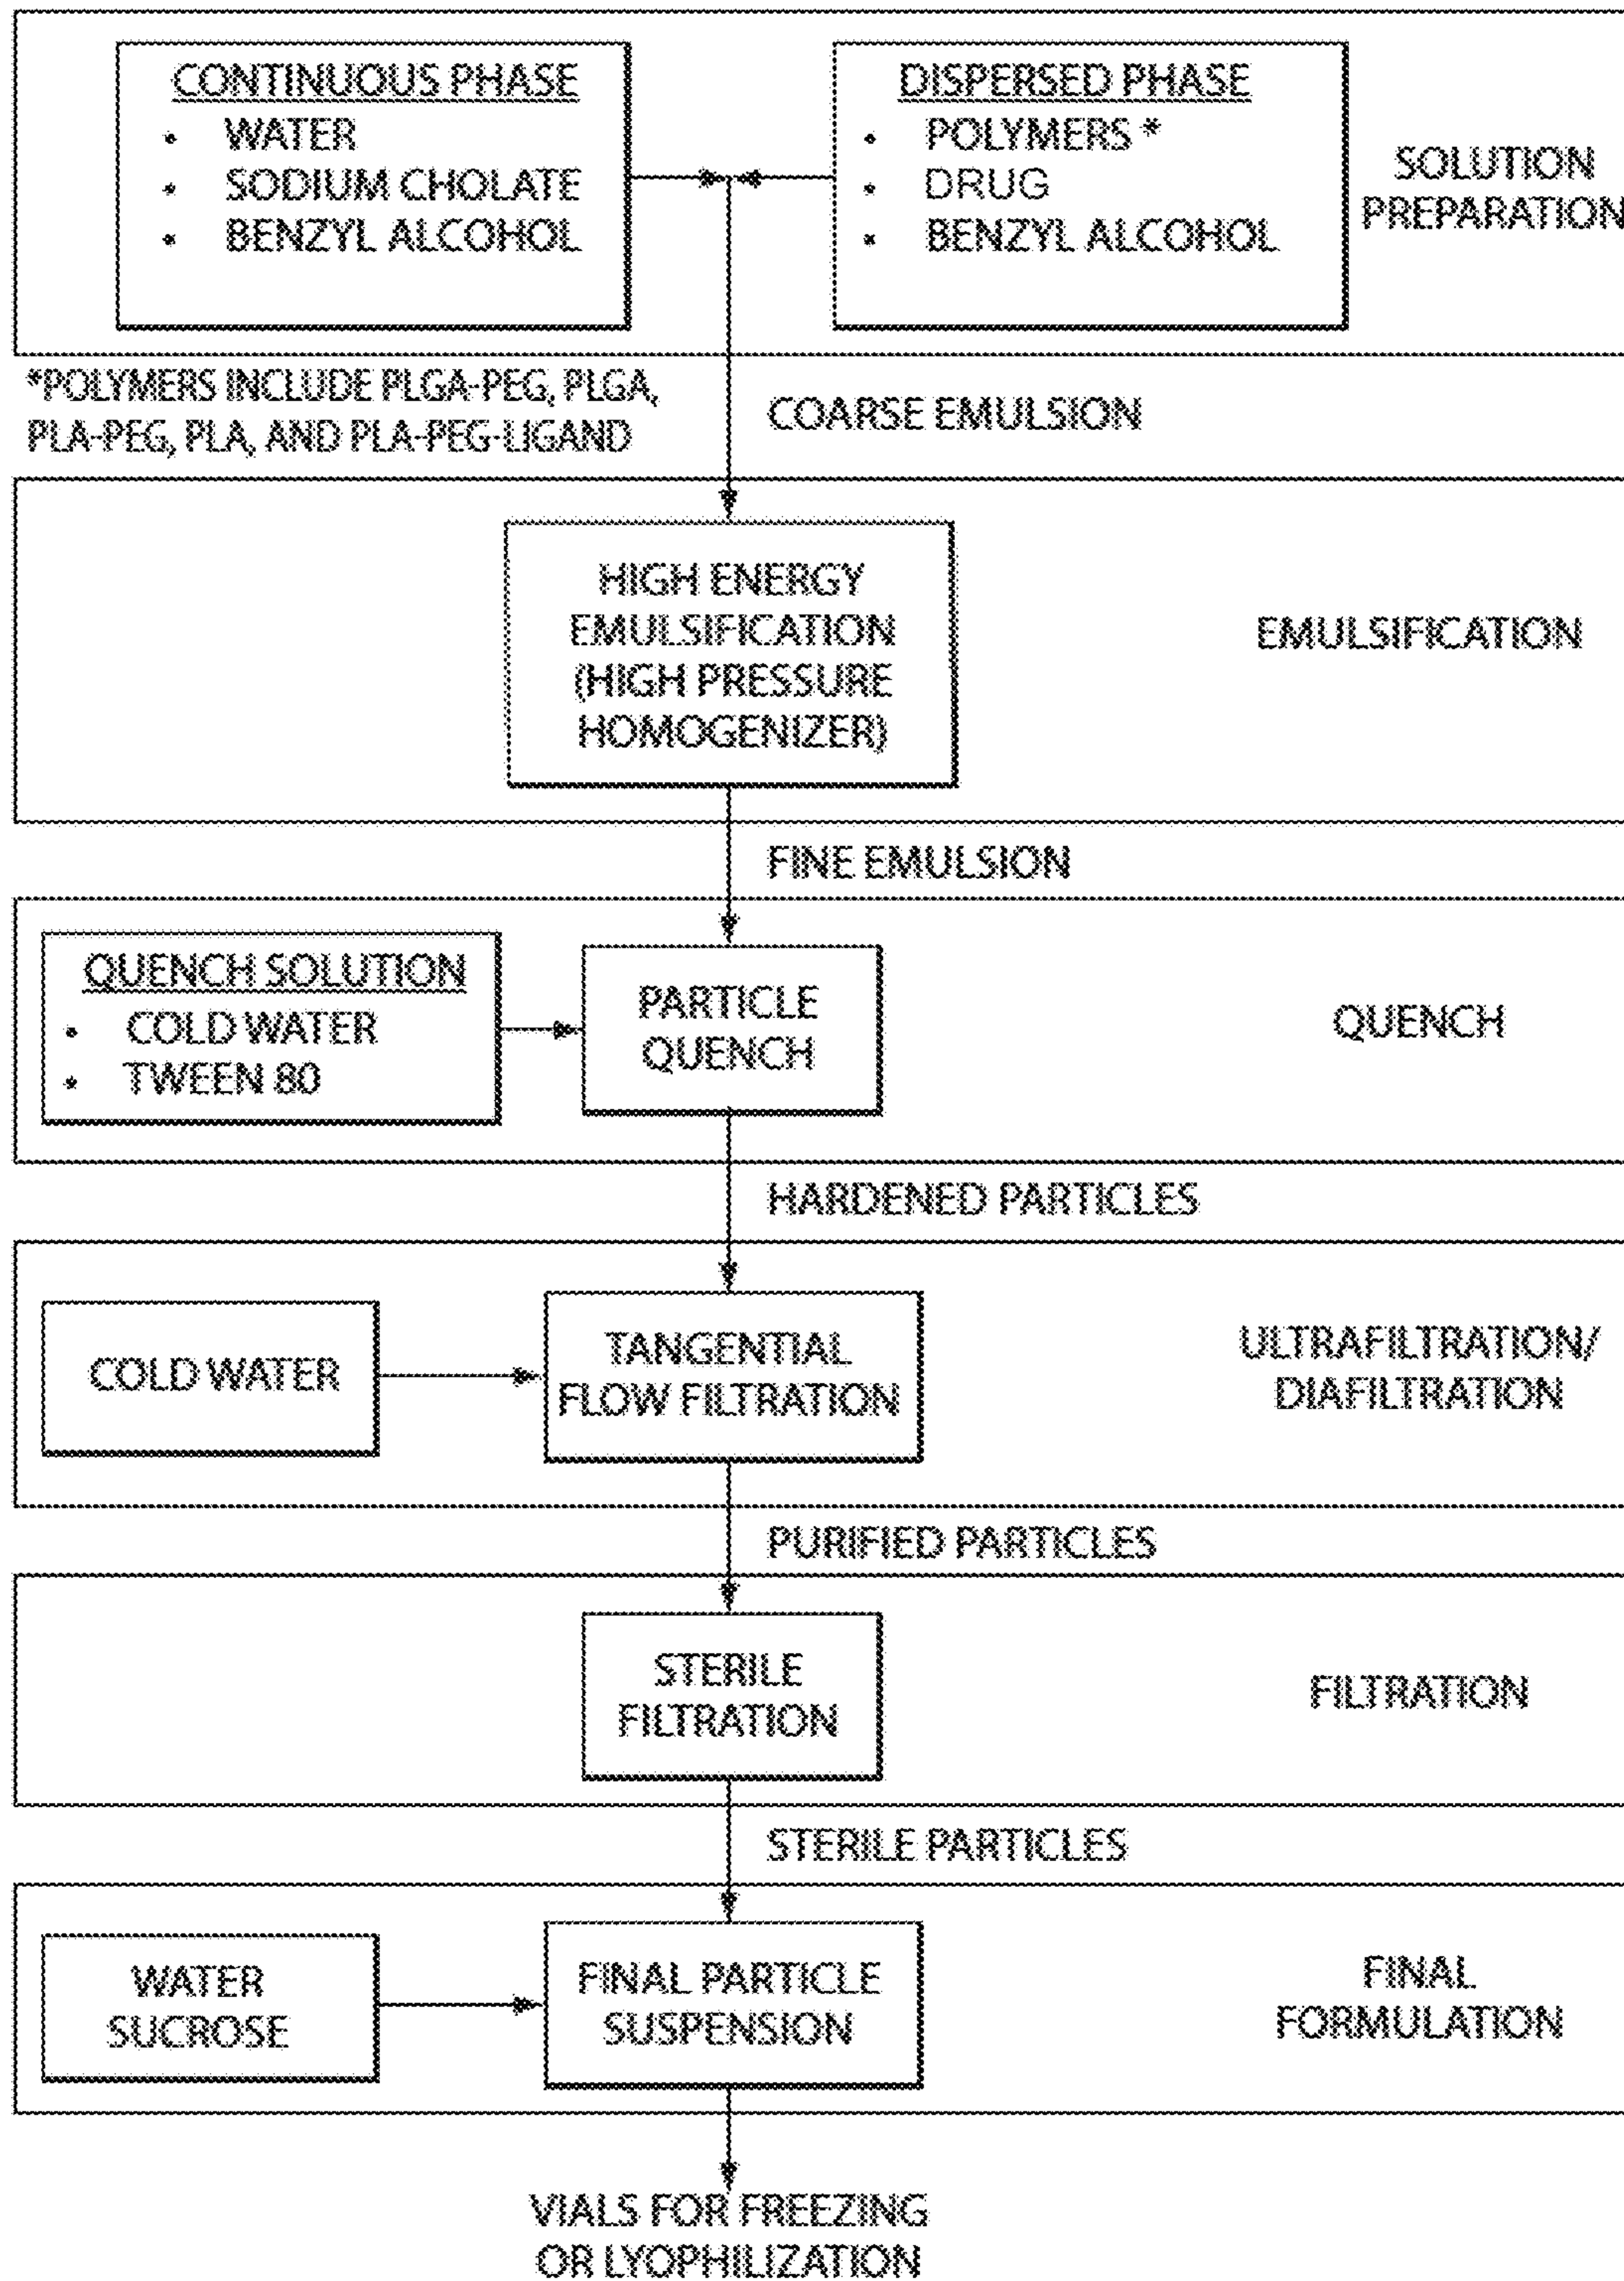 CONTINUOUS PHASE
• WATER
• SODIUM CHOLATE
• BENZYL ALCOHOL
DISPERSED PHASE
• POLYMERS *
• DRUG
• BENZYL ALCOHOL
SOLUTION
PREPARATION
*POLYMERS INCLUDE PLGA-PEG, PLGA,
PLA-PEG, PLA, AND PLA-PEG-LIGAND
COARSE EMULSION
HIGH ENERGY
EMULSIFICATION
(HIGH PRESSURE
HOMOGENIZER)
EMULSIFICATION
FINE EMULSION
QUENCH SOLUTION
• COLD WATER
• TWEEN 80
PARTICLE
QUENCH
QUENCH
HARDENED PARTICLES
COLD WATER
TANGENTIAL
FLOW FILTRATION
ULTRAFILTRATION/
DIAFILTRATION
PURIFIED PARTICLES
STERILE
FILTRATION
FILTRATION
STERILE PARTICLES
WATER
SUCROSE
FINAL PARTICLE
SUSPENSION
FINAL
FORMULATION
VIALS FOR FREEZING
OR LYOPHILIZATION